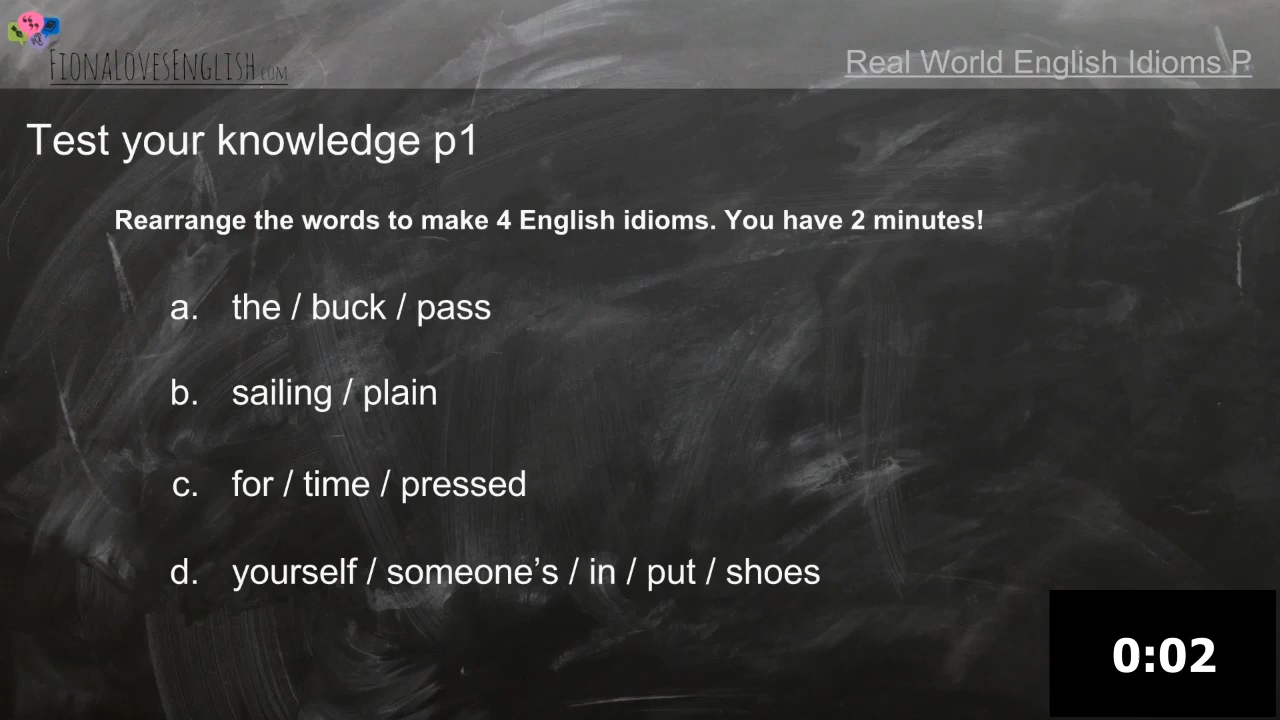 FionaLovesEnglish.com
Real World English Idioms P
Test your knowledge p1
Rearrange the words to make 4 English idioms. You have 2 minutes!
a. the / buck / pass
b. sailing / plain
c. for / time / pressed
d. yourself / someone’s / in / put / shoes
0:02